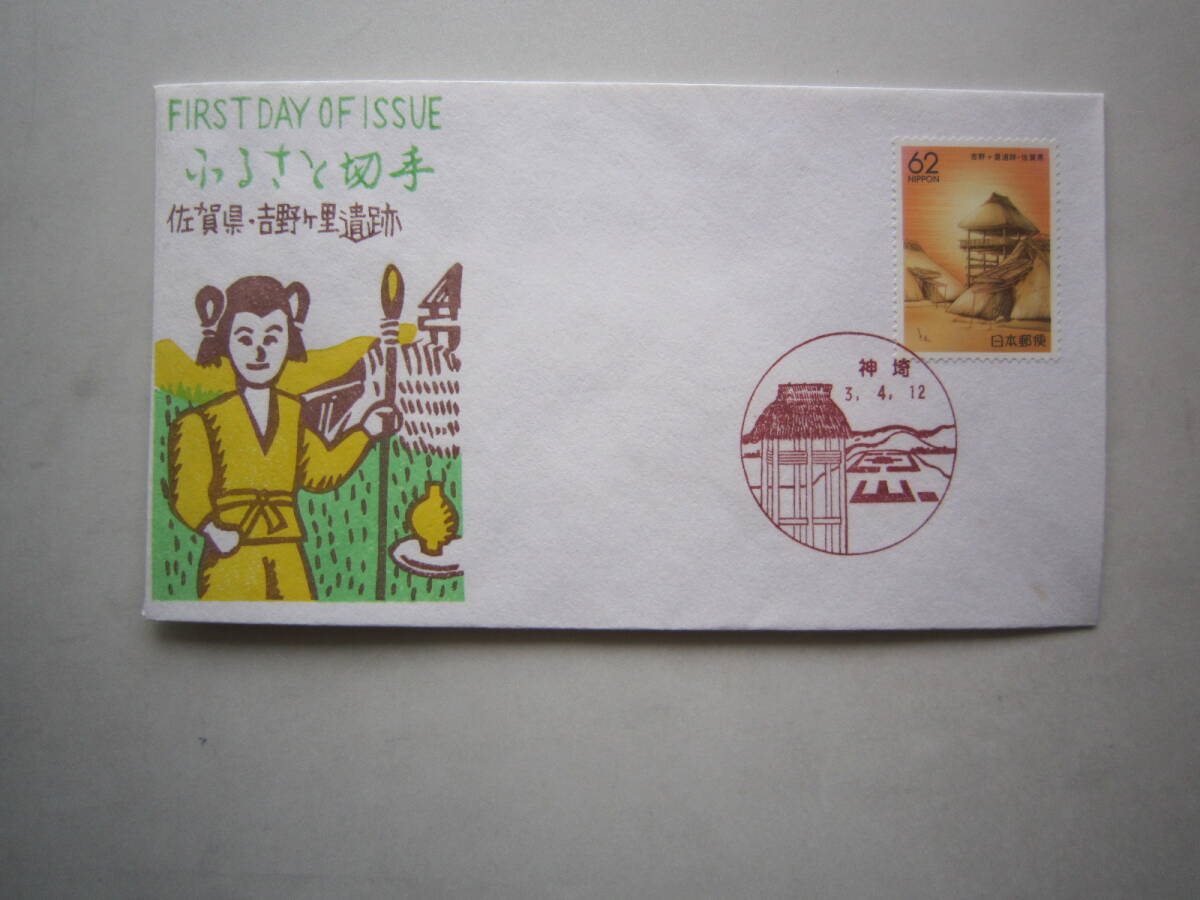 FIRST DAY OF ISSUE
ふるさと切手
佐賀県・吉野ヶ里遺跡
62
NIPPON
吉野ヶ里遺跡・佐賀県
日本郵便
神埼
3. 4. 12